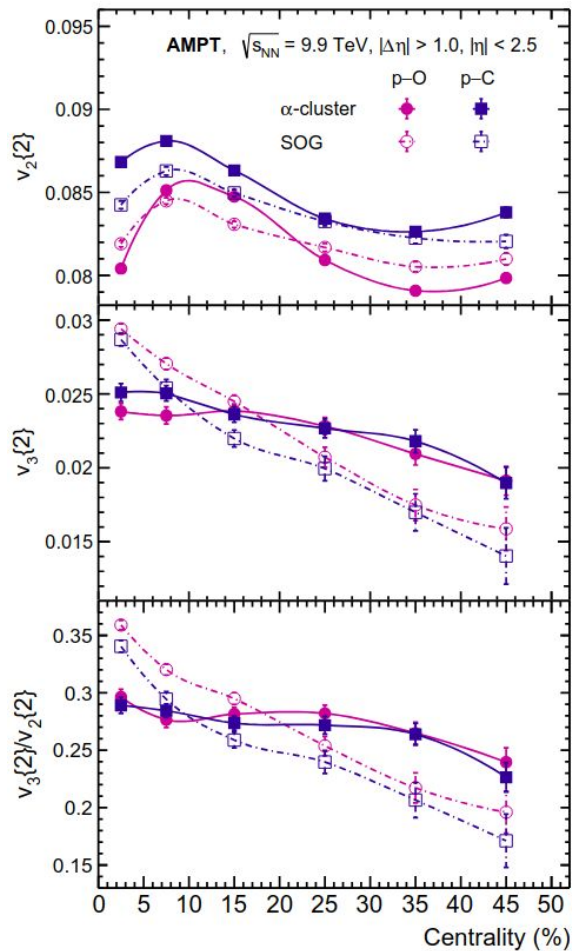 0.095
AMPT, √s_NN = 9.9 TeV, |Δη| > 1.0, |η| < 2.5
p–O p–C
α-cluster
SOG
0.09
0.085
0.08
v₂{2}
0.03
0.025
0.02
0.015
v₃{2}
0.35
0.3
0.25
0.2
0.15
v₃{2}/v₂{2}
0 5 10 15 20 25 30 35 40 45 50
Centrality (%)